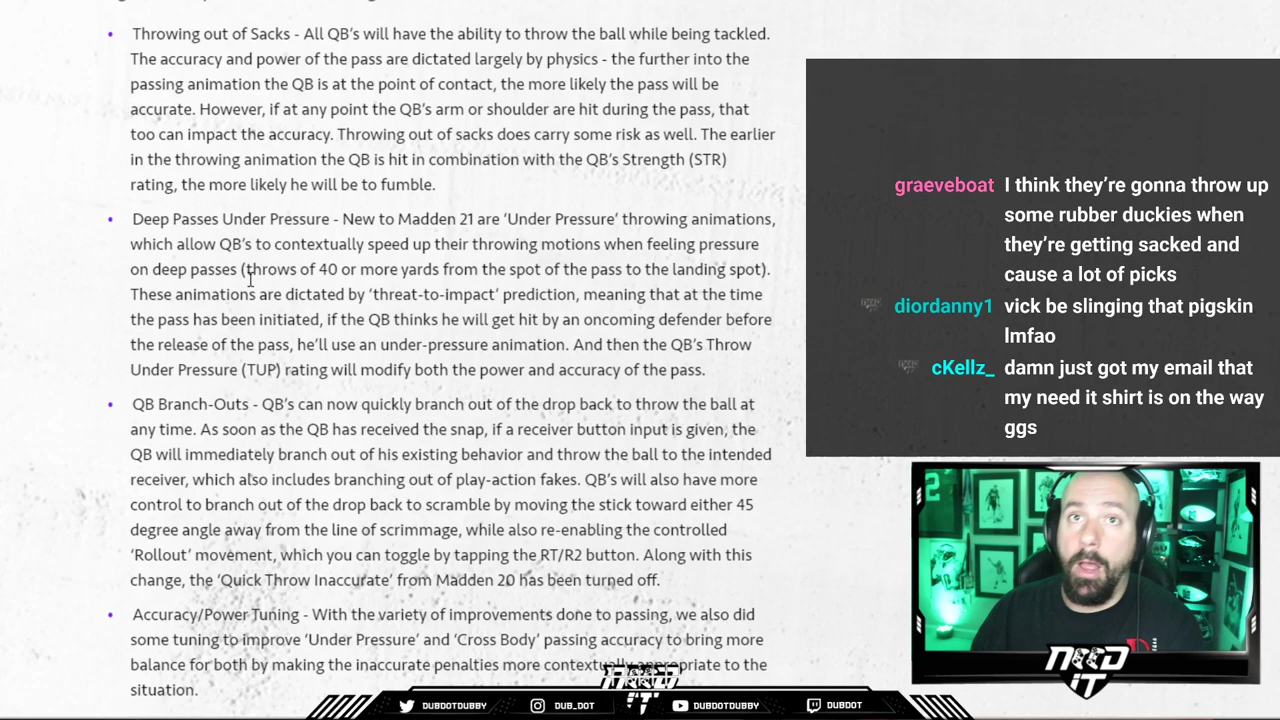 Throwing out of Sacks - All QB's will have the ability to throw the ball while being tackled.
The accuracy and power of the pass are dictated largely by physics - the further into the
passing animation the QB is at the point of contact, the more likely the pass will be
accurate. However, if at any point the QB's arm or shoulder are hit during the pass, that
too can impact the accuracy. Throwing out of sacks does carry some risk as well. The earlier
in the throwing animation the QB is hit in combination with the QB's Strength (STR)
rating, the more likely he will be to fumble.
Deep Passes Under Pressure - New to Madden 21 are 'Under Pressure' throwing animations,
which allow QB's to contextually speed up their throwing motions when feeling pressure
on deep passes (throws of 40 or more yards from the spot of the pass to the landing spot).
These animations are dictated by 'threat-to-impact' prediction, meaning that at the time
the pass has been initiated, if the QB thinks he will get hit by an oncoming defender before
the release of the pass, he'll use an under-pressure animation. And then the QB's Throw
Under Pressure (TUP) rating will modify both the power and accuracy of the pass.
QB Branch-Outs - QB's can now quickly branch out of the drop back to throw the ball at
any time. As soon as the QB has received the snap, if a receiver button input is given, the
QB will immediately branch out of his existing behavior and throw the ball to the intended
receiver, which also includes branching out of play-action fakes. QB's will also have more
control to branch out of the drop back to scramble by moving the stick toward either 45
degree angle away from the line of scrimmage, while also re-enabling the controlled
'Rollout' movement, which you can toggle by tapping the RT/R2 button. Along with this
change, the 'Quick Throw Inaccurate' from Madden 20 has been turned off.
Accuracy/Power Tuning - With the variety of improvements done to passing, we also did
some tuning to improve 'Under Pressure' and 'Cross Body' passing accuracy to bring more
balance for both by making the inaccurate penalties more contextually appropriate to the
situation.
graeveboat I think they're gonna throw up
some rubber duckies when
they're getting sacked and
cause a lot of picks
diordanny1 vick be slinging that pigskin
lmfao
cKellz_ damn just got my email that
my need it shirt is on the way
ggs
NEED
IT
NEED
IT
DUBDOTDUBBY
DUB_DOT
DUBDOTDUBBY
DUBDOT